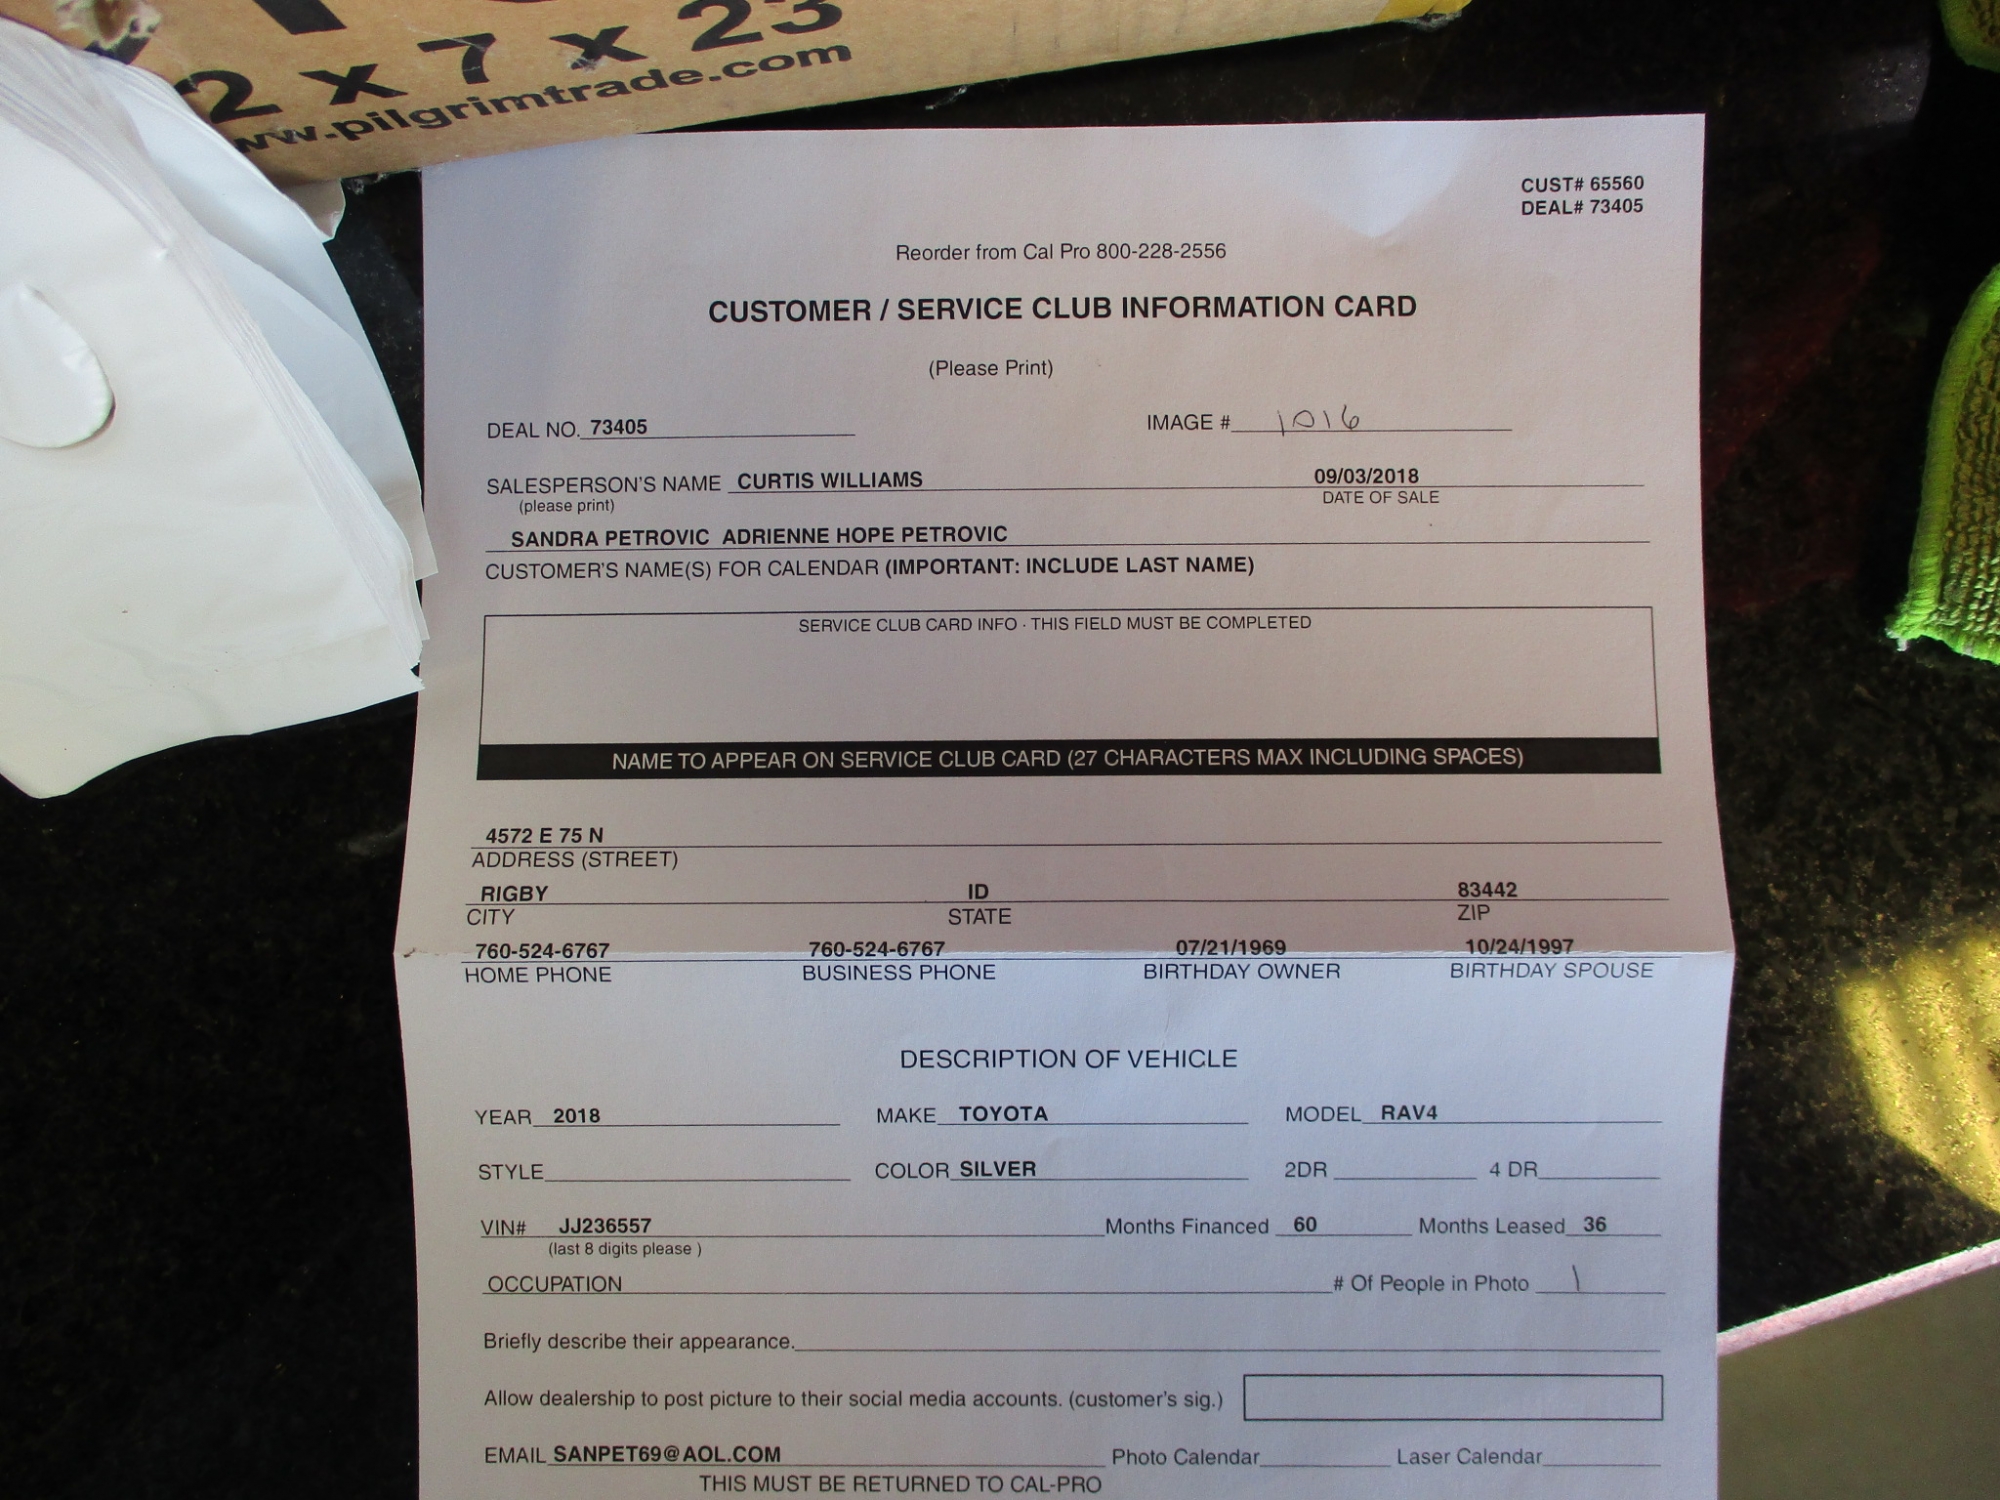 2 x 7 x 23
www.pilgrimtrade.com
CUST# 65560
DEAL# 73405
Reorder from Cal Pro 800-228-2556
CUSTOMER / SERVICE CLUB INFORMATION CARD
(Please Print)
DEAL NO. 73405 IMAGE # 1016
SALESPERSON'S NAME CURTIS WILLIAMS 09/03/2018
(please print) DATE OF SALE
SANDRA PETROVIC ADRIENNE HOPE PETROVIC
CUSTOMER'S NAME(S) FOR CALENDAR (IMPORTANT: INCLUDE LAST NAME)
SERVICE CLUB CARD INFO · THIS FIELD MUST BE COMPLETED
NAME TO APPEAR ON SERVICE CLUB CARD (27 CHARACTERS MAX INCLUDING SPACES)
4572 E 75 N
ADDRESS (STREET)
RIGBY ID 83442
CITY STATE ZIP
760-524-6767 760-524-6767 07/21/1969 10/24/1997
HOME PHONE BUSINESS PHONE BIRTHDAY OWNER BIRTHDAY SPOUSE
DESCRIPTION OF VEHICLE
YEAR 2018 MAKE TOYOTA MODEL RAV4
STYLE COLOR SILVER 2DR 4 DR
VIN# JJ236557 Months Financed 60 Months Leased 36
(last 8 digits please )
OCCUPATION # Of People in Photo 1
Briefly describe their appearance.
Allow dealership to post picture to their social media accounts. (customer's sig.)
EMAIL SANPET69@AOL.COM Photo Calendar Laser Calendar
THIS MUST BE RETURNED TO CAL-PRO